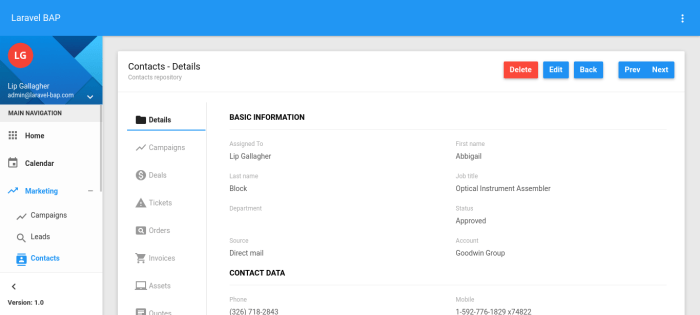 Laravel BAP
LG
Lip Gallagher
admin@laravel-bap.com
MAIN NAVIGATION
Home
Calendar
Marketing
Campaigns
Leads
Contacts
Version: 1.0
Contacts - Details
Contacts repository
Delete
Edit
Back
Prev
Next
Details
Campaigns
Deals
Tickets
Orders
Invoices
Assets
Quotes
BASIC INFORMATION
Assigned To
Lip Gallagher
First name
Abbigail
Last name
Block
Job title
Optical Instrument Assembler
Department
Status
Approved
Source
Direct mail
Account
Goodwin Group
CONTACT DATA
Phone
(326) 718-2843
Mobile
1-592-776-1829 x74822